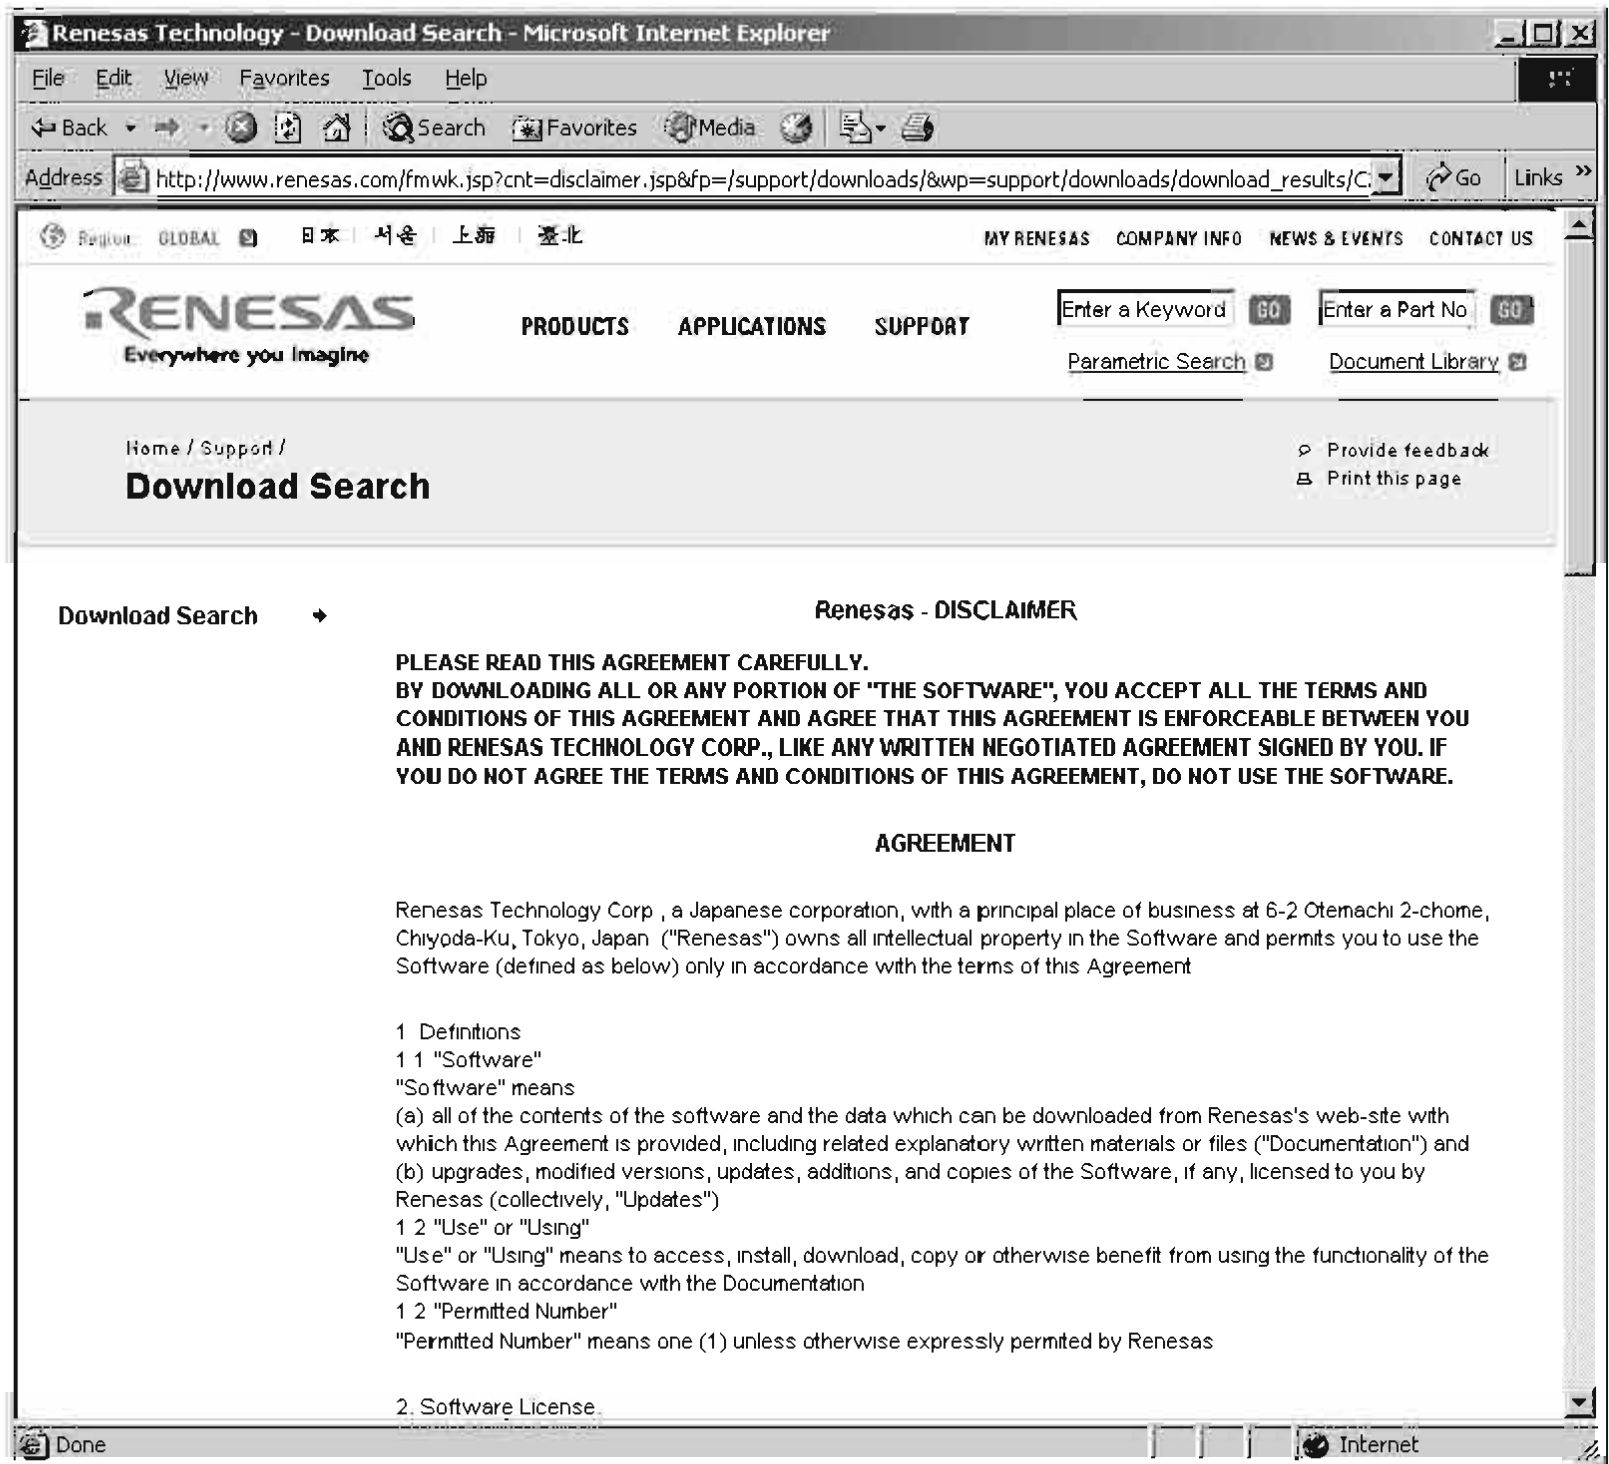 Renesas Technology - Download Search - Microsoft Internet Explorer
File Edit View Favorites Tools Help
Back Search Favorites Media
Address http://www.renesas.com/fmwk.jsp?cnt=disclaimer.jsp&fp=/support/downloads/&wp=support/downloads/download_results/C Go Links »
Region: GLOBAL 日本 서울 上海 臺北 MY RENESAS COMPANY INFO NEWS & EVENTS CONTACT US
RENESAS
Everywhere you Imagine
PRODUCTS APPLICATIONS SUPPORT
Enter a Keyword GO Enter a Part No GO
Parametric Search Document Library
Home / Support /
Download Search
Provide feedback
Print this page
Download Search
Renesas - DISCLAIMER
PLEASE READ THIS AGREEMENT CAREFULLY.
BY DOWNLOADING ALL OR ANY PORTION OF "THE SOFTWARE", YOU ACCEPT ALL THE TERMS AND
CONDITIONS OF THIS AGREEMENT AND AGREE THAT THIS AGREEMENT IS ENFORCEABLE BETWEEN YOU
AND RENESAS TECHNOLOGY CORP., LIKE ANY WRITTEN NEGOTIATED AGREEMENT SIGNED BY YOU. IF
YOU DO NOT AGREE THE TERMS AND CONDITIONS OF THIS AGREEMENT, DO NOT USE THE SOFTWARE.
AGREEMENT
Renesas Technology Corp , a Japanese corporation, with a principal place of business at 6-2 Otemachi 2-chome,
Chiyoda-Ku, Tokyo, Japan ("Renesas") owns all intellectual property in the Software and permits you to use the
Software (defined as below) only in accordance with the terms of this Agreement
1 Definitions
1 1 "Software"
"Software" means
(a) all of the contents of the software and the data which can be downloaded from Renesas's web-site with
which this Agreement is provided, including related explanatory written materials or files ("Documentation") and
(b) upgrades, modified versions, updates, additions, and copies of the Software, if any, licensed to you by
Renesas (collectively, "Updates")
1 2 "Use" or "Using"
"Use" or "Using" means to access, install, download, copy or otherwise benefit from using the functionality of the
Software in accordance with the Documentation
1 2 "Permitted Number"
"Permitted Number" means one (1) unless otherwise expressly permited by Renesas
2. Software License.
Done Internet